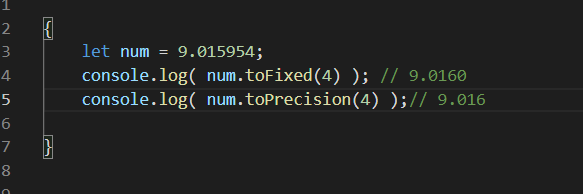 1
2 {
3 let num = 9.015954;
4 console.log( num.toFixed(4) ); // 9.0160
5 console.log( num.toPrecision(4) );// 9.016
6
7 }
8